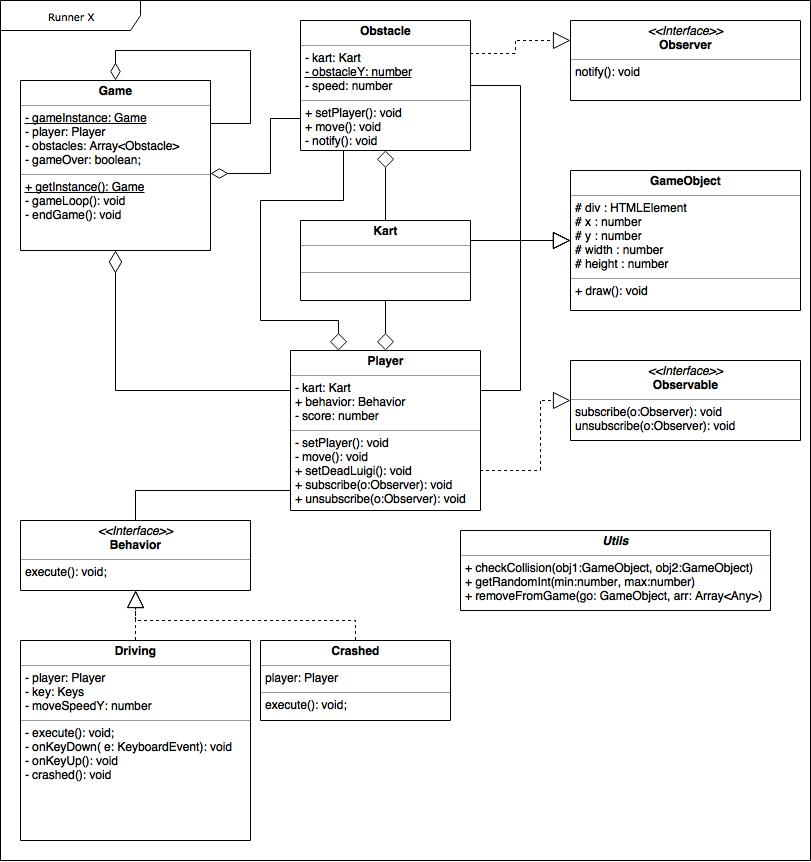 Runner X
Obstacle
- kart: Kart
- obstacleY: number
- speed: number
+ setPlayer(): void
+ move(): void
- notify(): void
<<Interface>>
Observer
notify(): void
Game
- gameInstance: Game
- player: Player
- obstacles: Array<Obstacle>
- gameOver: boolean;
+ getInstance(): Game
- gameLoop(): void
- endGame(): void
GameObject
# div : HTMLElement
# x : number
# y : number
# width : number
# height : number
+ draw(): void
Kart
Player
- kart: Kart
+ behavior: Behavior
- score: number
- setPlayer(): void
- move(): void
+ setDeadLuigi(): void
+ subscribe(o:Observer): void
+ unsubscribe(o:Observer): void
<<Interface>>
Observable
subscribe(o:Observer): void
unsubscribe(o:Observer): void
<<Interface>>
Behavior
execute(): void;
Utils
+ checkCollision(obj1:GameObject, obj2:GameObject)
+ getRandomInt(min:number, max:number)
+ removeFromGame(go: GameObject, arr: Array<Any>)
Driving
- player: Player
- key: Keys
- moveSpeedY: number
- execute(): void;
- onKeyDown( e: KeyboardEvent): void
- onKeyUp(): void
- crashed(): void
Crashed
player: Player
execute(): void;